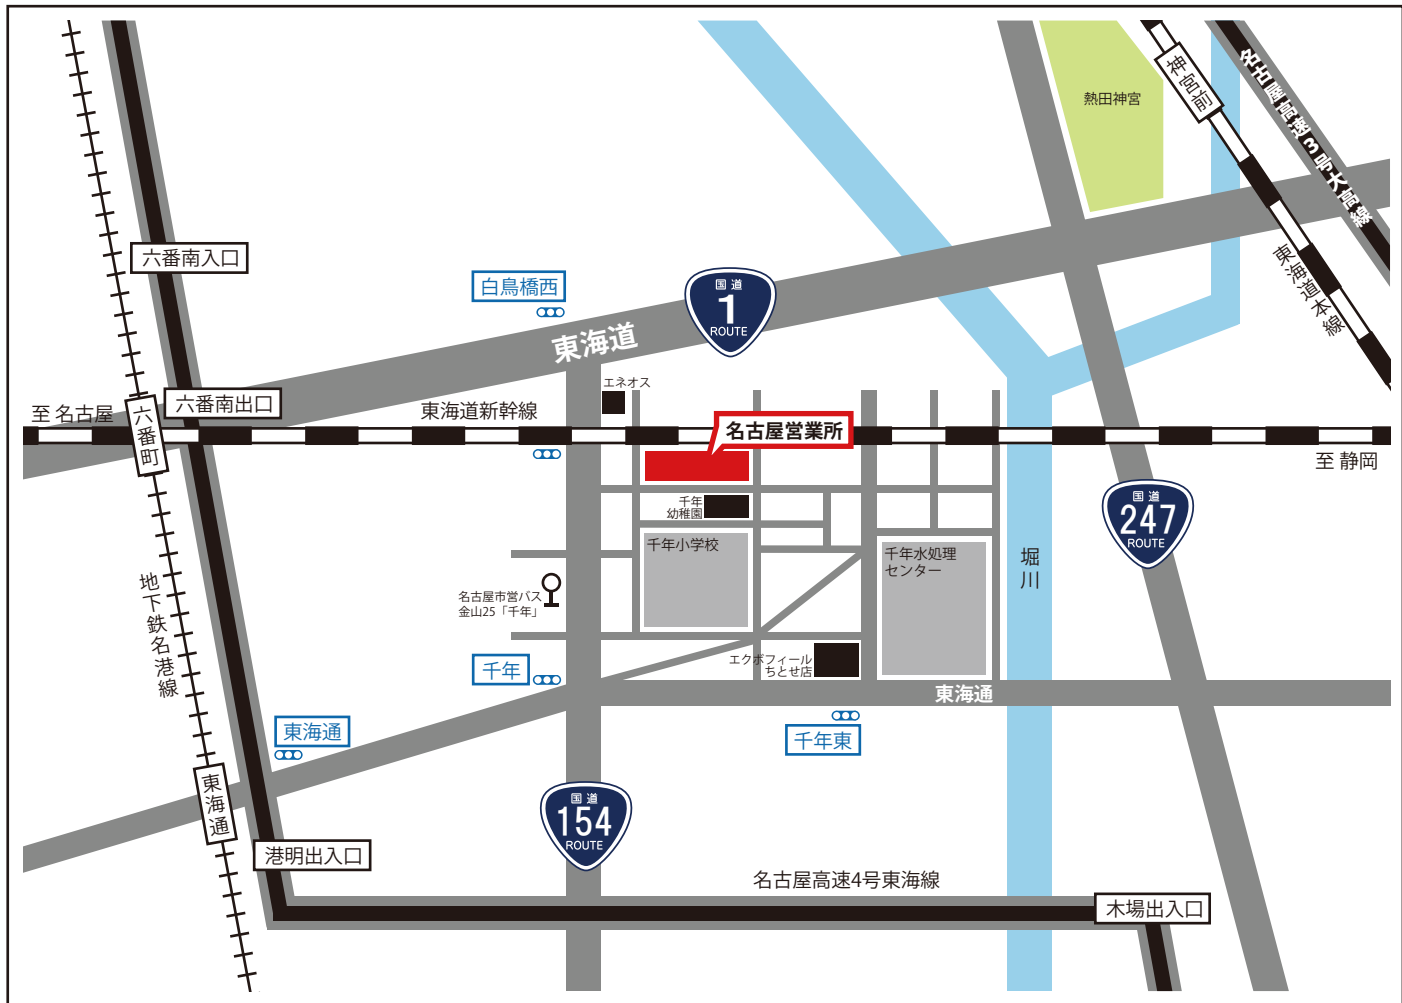 熱田神宮
神宮前
名古屋高速3号大高線
東海道本線
六番南入口
白鳥橋西
国道
1
ROUTE
東海道
エネオス
六番南出口
至 名古屋
六番町
東海道新幹線
名古屋営業所
至 静岡
国道
247
ROUTE
千年
幼稚園
千年小学校
千年水処理
センター
堀川
名古屋市営バス
金山25「千年」
地下鉄名港線
千年
エクボフィール
ちとせ店
東海通
東海通
千年東
東海通
国道
154
ROUTE
港明出入口
名古屋高速4号東海線
木場出入口